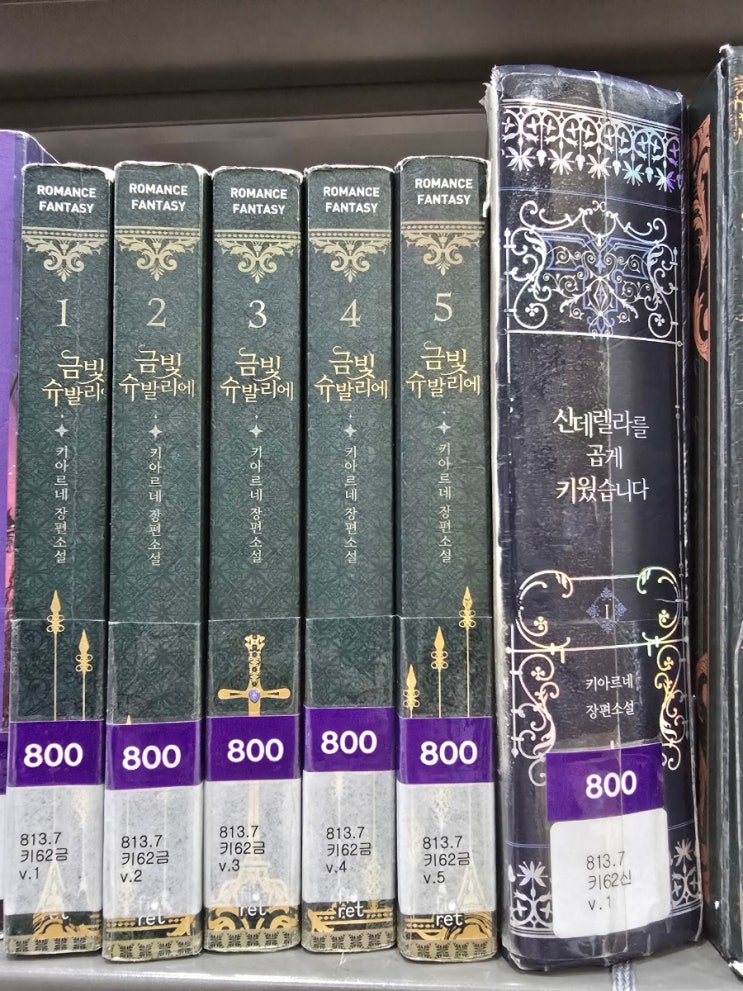 ROMANCE
FANTASY
1
금빛
슈발리에
키아르네 장편소설
800
813.7
키62금
v.1
ROMANCE
FANTASY
2
금빛
슈발리에
키아르네 장편소설
800
813.7
키62금
v.2
ROMANCE
FANTASY
3
금빛
슈발리에
키아르네 장편소설
800
813.7
키62금
v.3
ret
ROMANCE
FANTASY
4
금빛
슈발리에
키아르네 장편소설
800
813.7
키62금
v.4
ret
ROMANCE
FANTASY
5
금빛
슈발리에
키아르네 장편소설
800
813.7
키62금
v.5
ret
신데렐라를
곱게
키웠습니다
I
키아르네
장편소설
800
813.7
키62신
v.1